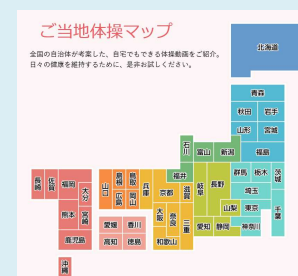 ご当地体操マップ
全国の自治体が考案した、自宅でもできる体操動画をご紹介。
日々の健康を維持するために、是非お試しください。
北海道
青森
秋田 岩手
山形 宮城
石川 富山 新潟 福島
福井 岐阜 長野 群馬 栃木 茨城
長崎 佐賀 福岡 大分 山口 島根 鳥取 兵庫 京都 滋賀 埼玉
広島 岡山 山梨 東京 千葉
熊本 宮崎 愛媛 香川 大阪 奈良 三重 愛知 静岡 神奈川
鹿児島 高知 徳島 和歌山
沖縄